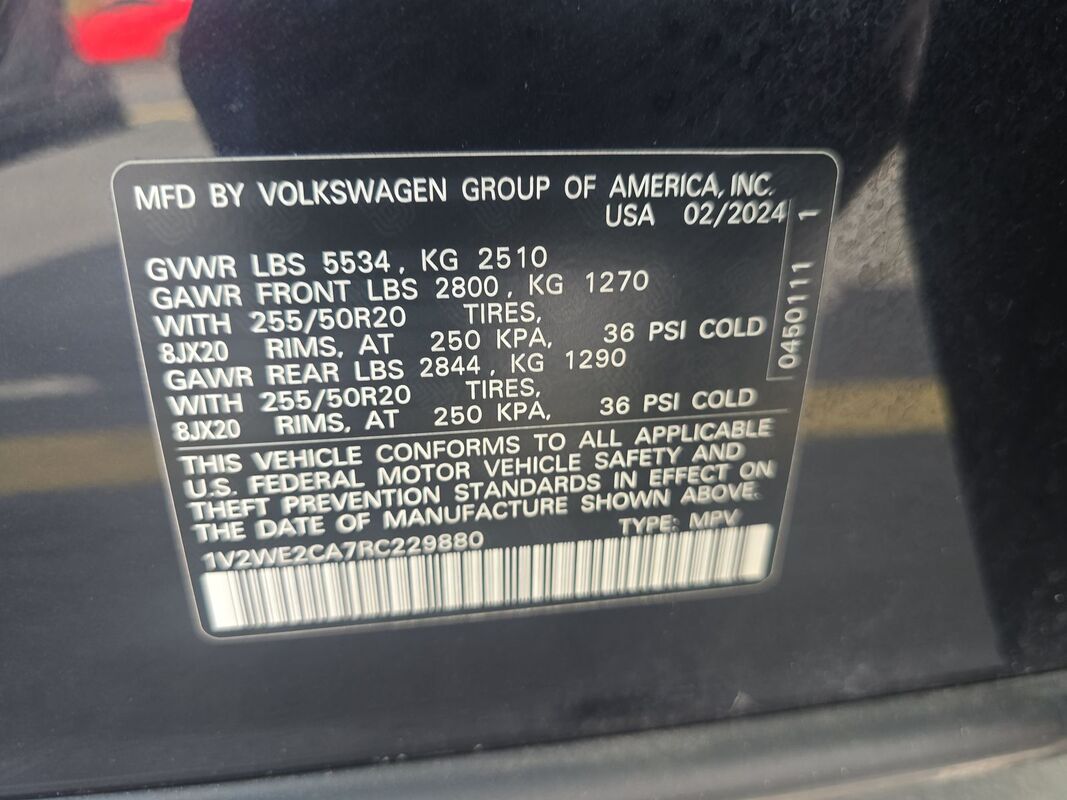 MFD BY VOLKSWAGEN GROUP OF AMERICA, INC.
USA 02/2024
GVWR LBS 5534, KG 2510
GAWR FRONT LBS 2800, KG 1270
WITH 255/50R20 TIRES,
8JX20 RIMS, AT 250 KPA, 36 PSI COLD
GAWR REAR LBS 2844, KG 1290
WITH 255/50R20 TIRES,
8JX20 RIMS, AT 250 KPA, 36 PSI COLD
0450111 1
THIS VEHICLE CONFORMS TO ALL APPLICABLE
U.S. FEDERAL MOTOR VEHICLE SAFETY AND
THEFT PREVENTION STANDARDS IN EFFECT ON
THE DATE OF MANUFACTURE SHOWN ABOVE.
1V2WE2CA7RC229880 TYPE: MPV